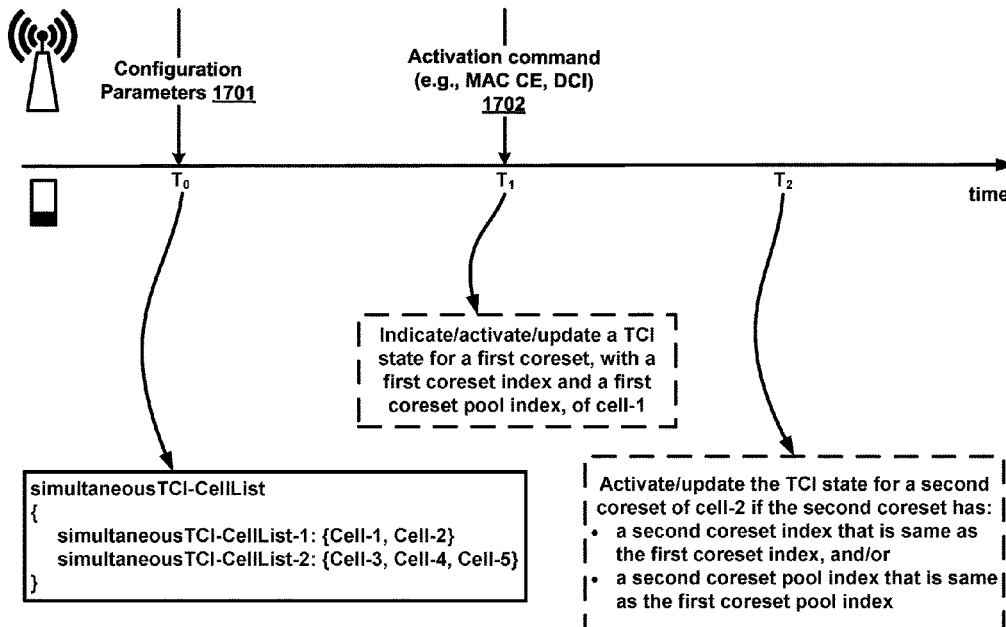 Configuration
Parameters 1701
Activation command
(e.g., MAC CE, DCI)
1702
T0
T1
T2
time
Indicate/activate/update a TCI
state for a first coreset, with a
first coreset index and a first
coreset pool index, of cell-1
simultaneousTCI-CellList
{
simultaneousTCI-CellList-1: {Cell-1, Cell-2}
simultaneousTCI-CellList-2: {Cell-3, Cell-4, Cell-5}
}
Activate/update the TCI state for a second
coreset of cell-2 if the second coreset has:
• a second coreset index that is same as
the first coreset index, and/or
• a second coreset pool index that is same
as the first coreset pool index